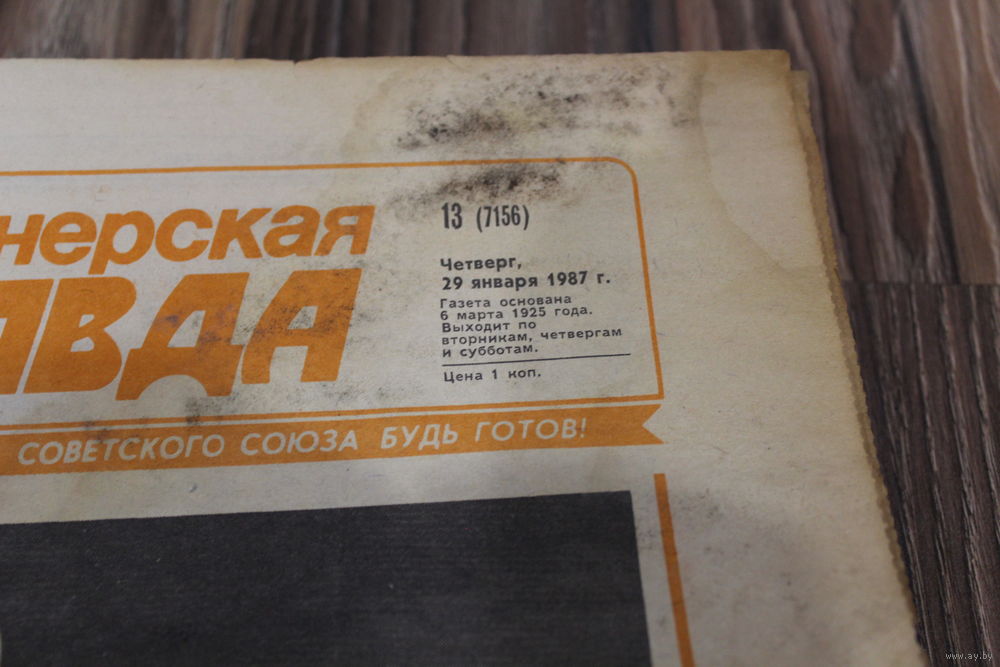 нерская
АВДА
13 (7156)
Четверг,
29 января 1987 г.
Газета основана
6 марта 1925 года.
Выходит по
вторникам, четвергам
и субботам.
Цена 1 коп.
СОВЕТСКОГО СОЮЗА БУДЬ ГОТОВ!
www.ay.by